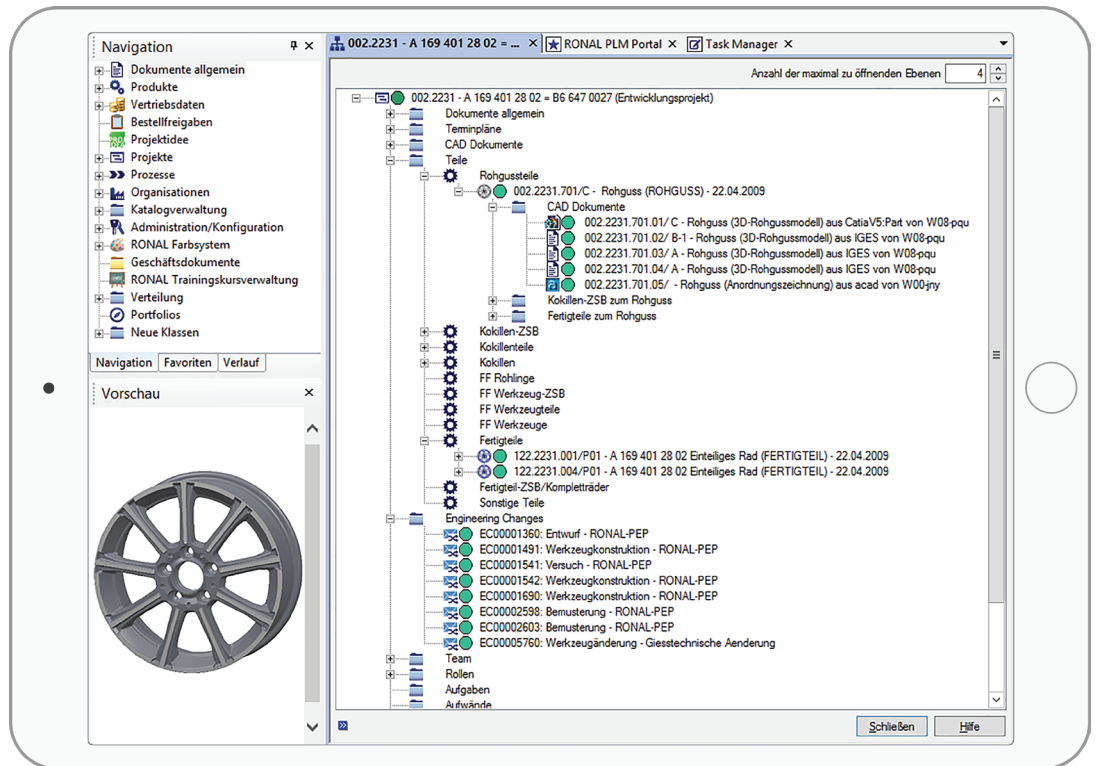 Navigation
Dokumente allgemein
Produkte
Vertriebsdaten
Bestellfreigaben
Projektidee
Projekte
Prozesse
Organisationen
Katalogverwaltung
Administration/Konfiguration
RONAL Farbsystem
Geschäftsdokumente
RONAL Trainingskursverwaltung
Verteilung
Portfolios
Neue Klassen
Navigation Favoriten Verlauf
Vorschau
002.2231 - A 169 401 28 02 = ... RONAL PLM Portal Task Manager
Anzahl der maximal zu öffnenden Ebenen 4
002.2231 - A 169 401 28 02 = B6 647 0027 (Entwicklungsprojekt)
Dokumente allgemein
Terminpläne
CAD Dokumente
Teile
Rohgussteile
002.2231.701/C - Rohguss (ROHGUSS) - 22.04.2009
CAD Dokumente
002.2231.701.01/ C - Rohguss (3D-Rohgussmodell) aus CatiaV5:Part von W08-pqu
002.2231.701.02/ B-1 - Rohguss (3D-Rohgussmodell) aus IGES von W08-pqu
002.2231.701.03/ A - Rohguss (3D-Rohgussmodell) aus IGES von W08-pqu
002.2231.701.04/ A - Rohguss (3D-Rohgussmodell) aus IGES von W08-pqu
002.2231.701.05/ - Rohguss (Anordnungszeichnung) aus acad von W00-jny
Kokillen-ZSB zum Rohguss
Fertigteile zum Rohguss
Kokillen-ZSB
Kokillenteile
Kokillen
FF Rohlinge
FF Werkzeug-ZSB
FF Werkzeugteile
FF Werkzeuge
Fertigteile
122.2231.001/P01 - A 169 401 28 02 Einteiliges Rad (FERTIGTEIL) - 22.04.2009
122.2231.004/P01 - A 169 401 28 02 Einteiliges Rad (FERTIGTEIL) - 22.04.2009
Fertigteil-ZSB/Kompletträder
Sonstige Teile
Engineering Changes
EC00001360: Entwurf - RONAL-PEP
EC00001491: Werkzeugkonstruktion - RONAL-PEP
EC00001541: Versuch - RONAL-PEP
EC00001542: Werkzeugkonstruktion - RONAL-PEP
EC00001690: Werkzeugkonstruktion - RONAL-PEP
EC00002598: Bemusterung - RONAL-PEP
EC00002603: Bemusterung - RONAL-PEP
EC00005760: Werkzeugänderung - Giesstechnische Aenderung
Team
Rollen
Aufgaben
Aufwände
Schließen Hilfe